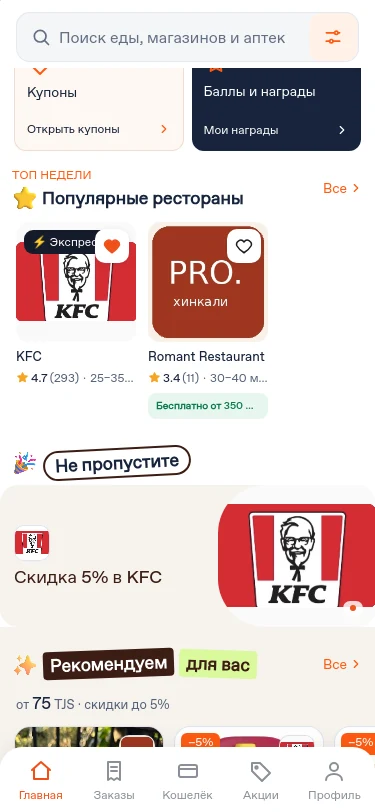 Поиск еды, магазинов и аптек
Купоны
Баллы и награды
Открыть купоны
Мои награды
ТОП НЕДЕЛИ
Популярные рестораны
Все
Экспрес
KFC
PRO.
хинкали
KFC
Romant Restaurant
4.7 (293) · 25–35...
3.4 (11) · 30–40 м...
Бесплатно от 350 ...
Не пропустите
KFC
Скидка 5% в KFC
KFC
Рекомендуем для вас
Все
от 75 TJS · скидки до 5%
−5%
−5%
Главная
Заказы
Кошелёк
Акции
Профиль